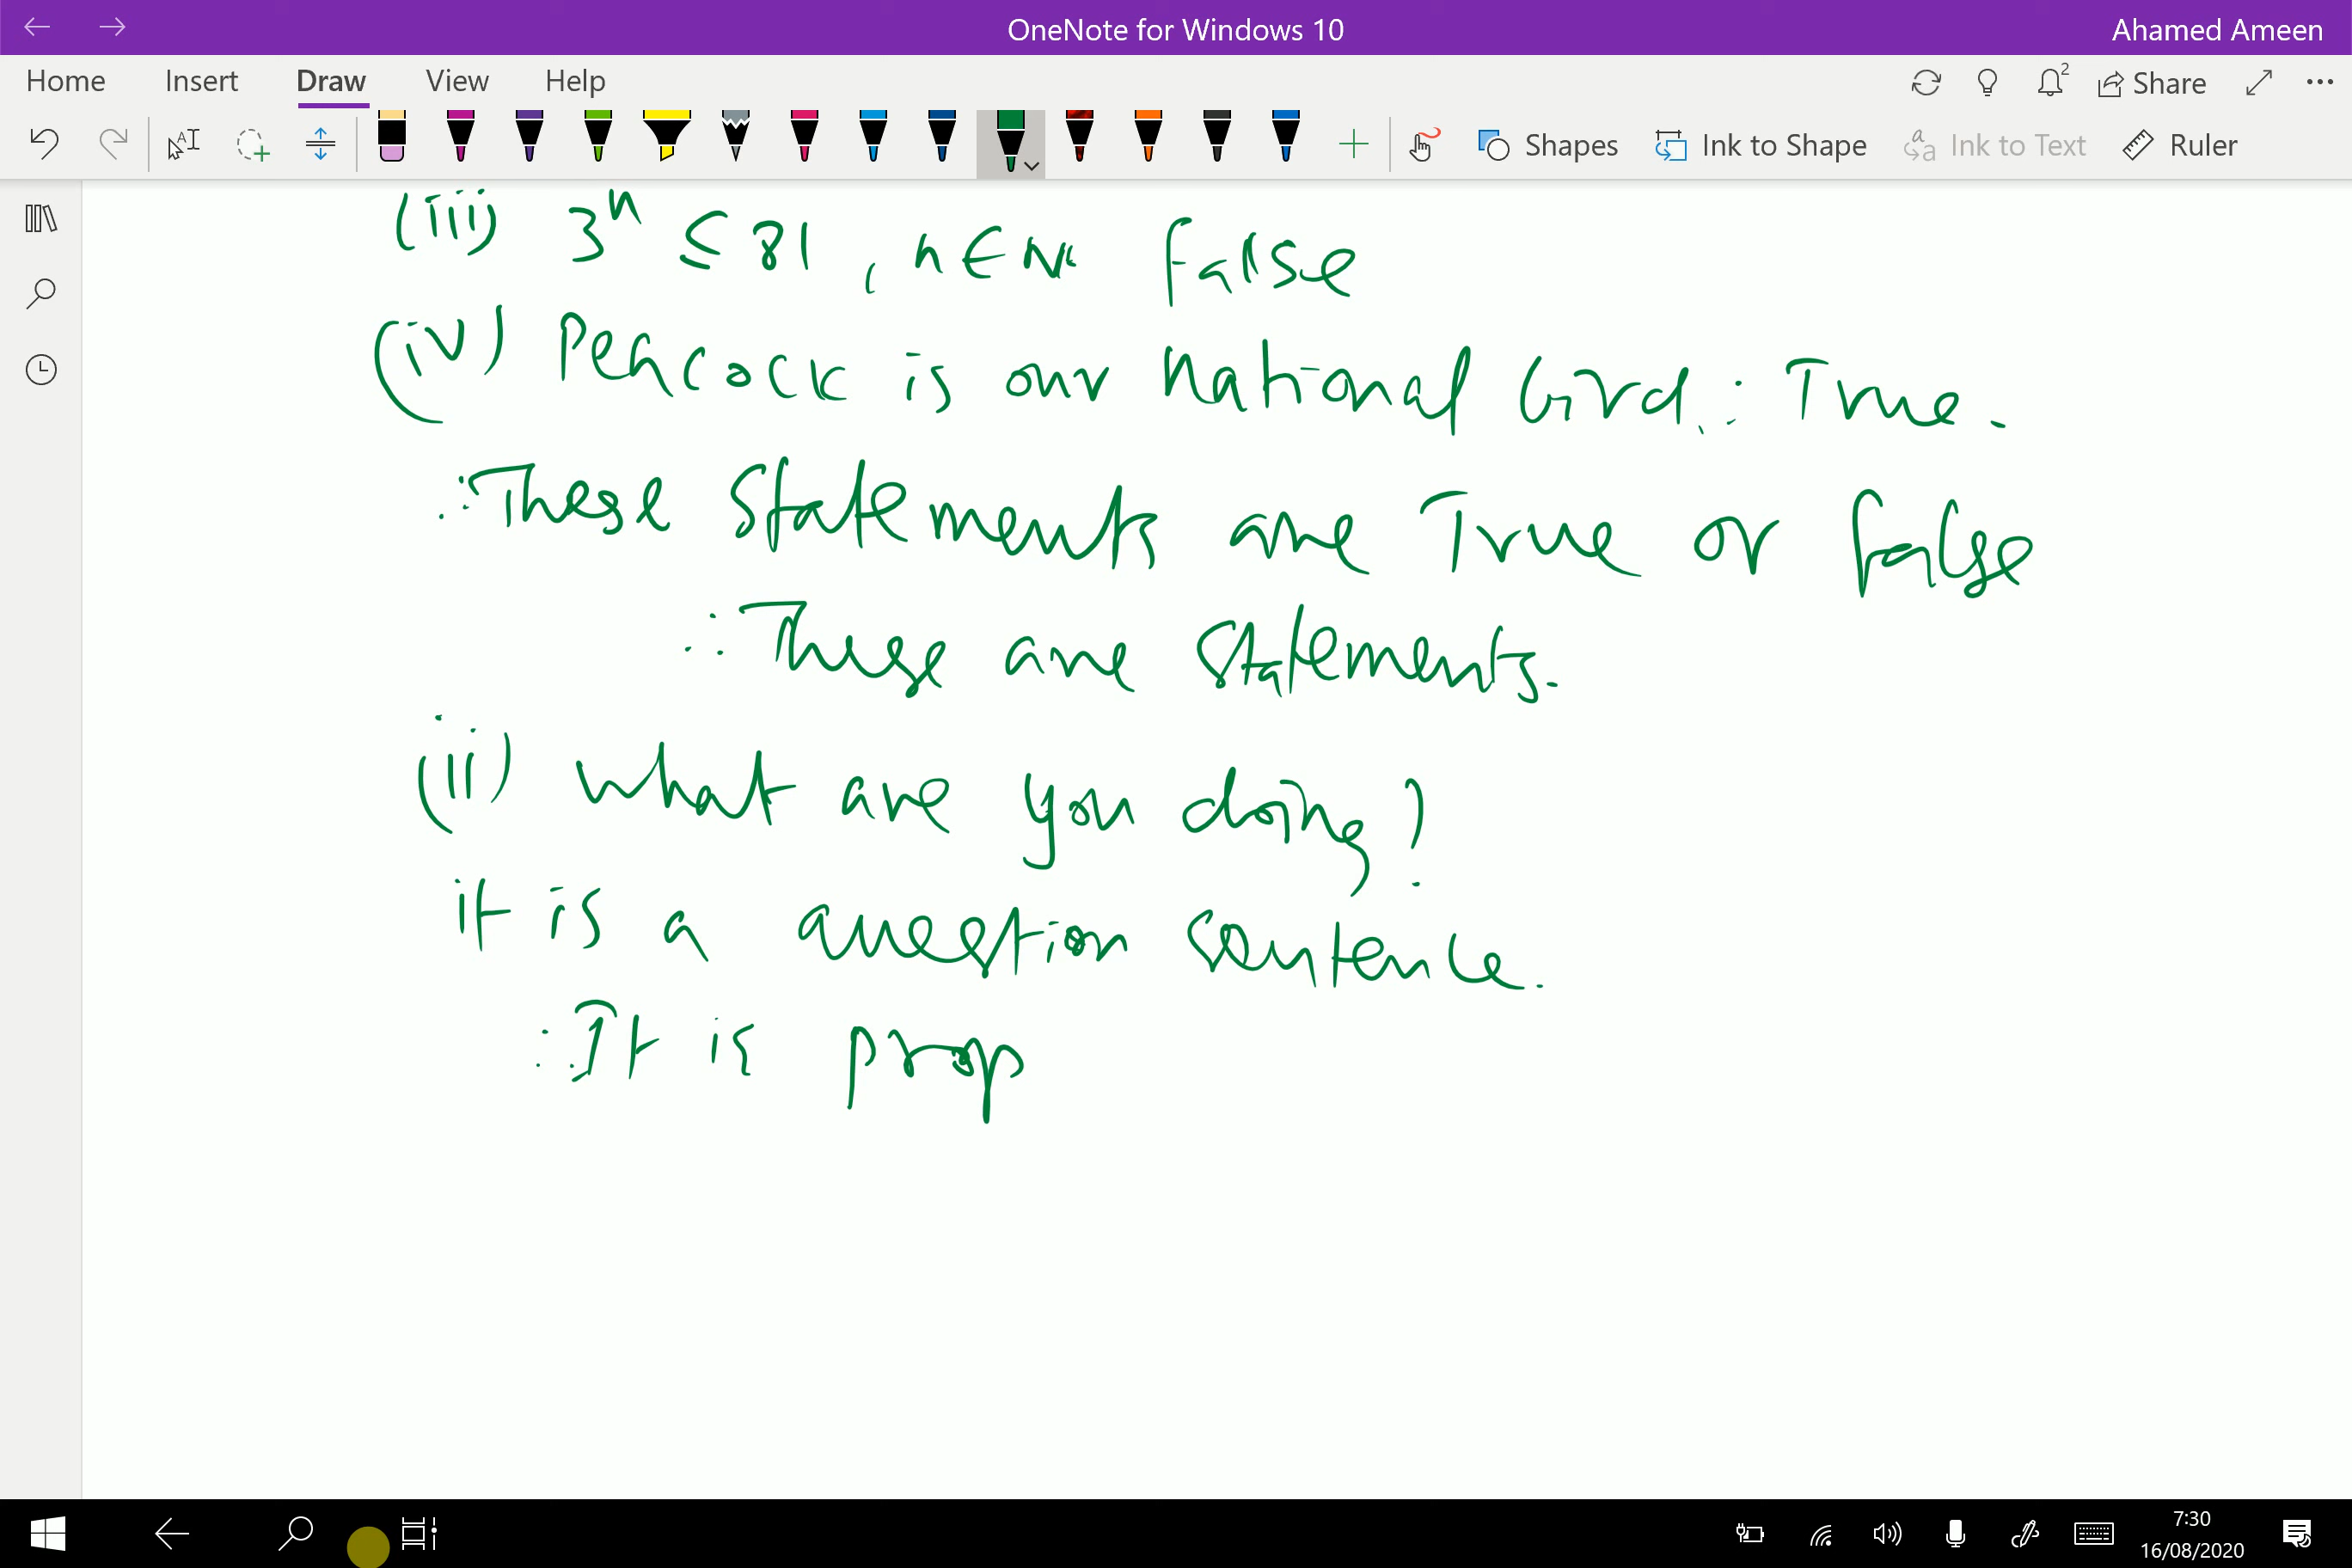 OneNote for Windows 10 Ahamed Ameen
Home Insert Draw View Help 2 Share
Shapes Ink to Shape Ink to Text Ruler
(iii) 3ⁿ ≤ 81, n ∈ N False
(iv) Peacock is our National bird. : True.
∴ These Statements are True or False
∴ These are Statements.
(ii) What are you doing?
it is a question sentence.
∴ It is prop
7:30
16/08/2020